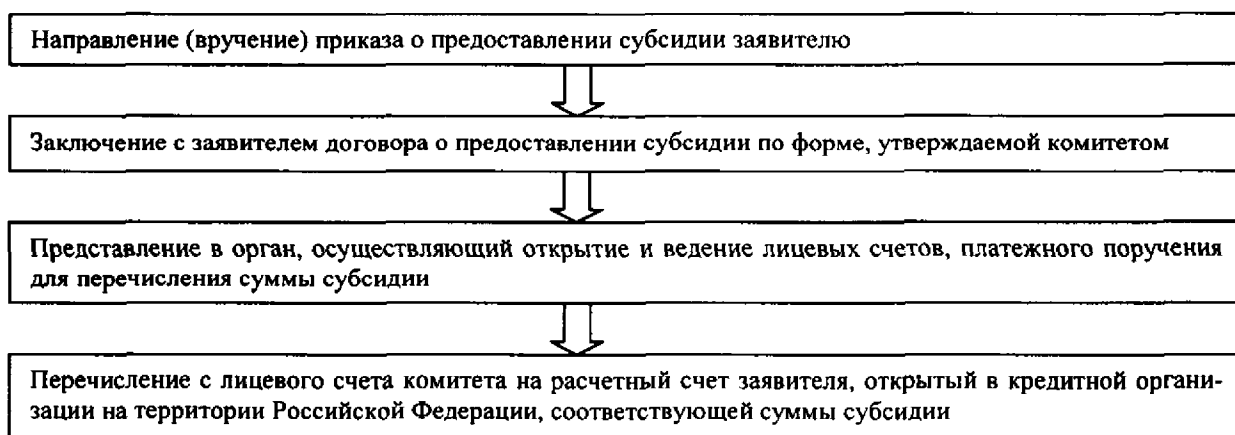 Направление (вручение) приказа о предоставлении субсидии заявителю
Заключение с заявителем договора о предоставлении субсидии по форме, утверждаемой комитетом
Представление в орган, осуществляющий открытие и ведение лицевых счетов, платежного поручения
для перечисления суммы субсидии
Перечисление с лицевого счета комитета на расчетный счет заявителя, открытый в кредитной органи-
зации на территории Российской Федерации, соответствующей суммы субсидии